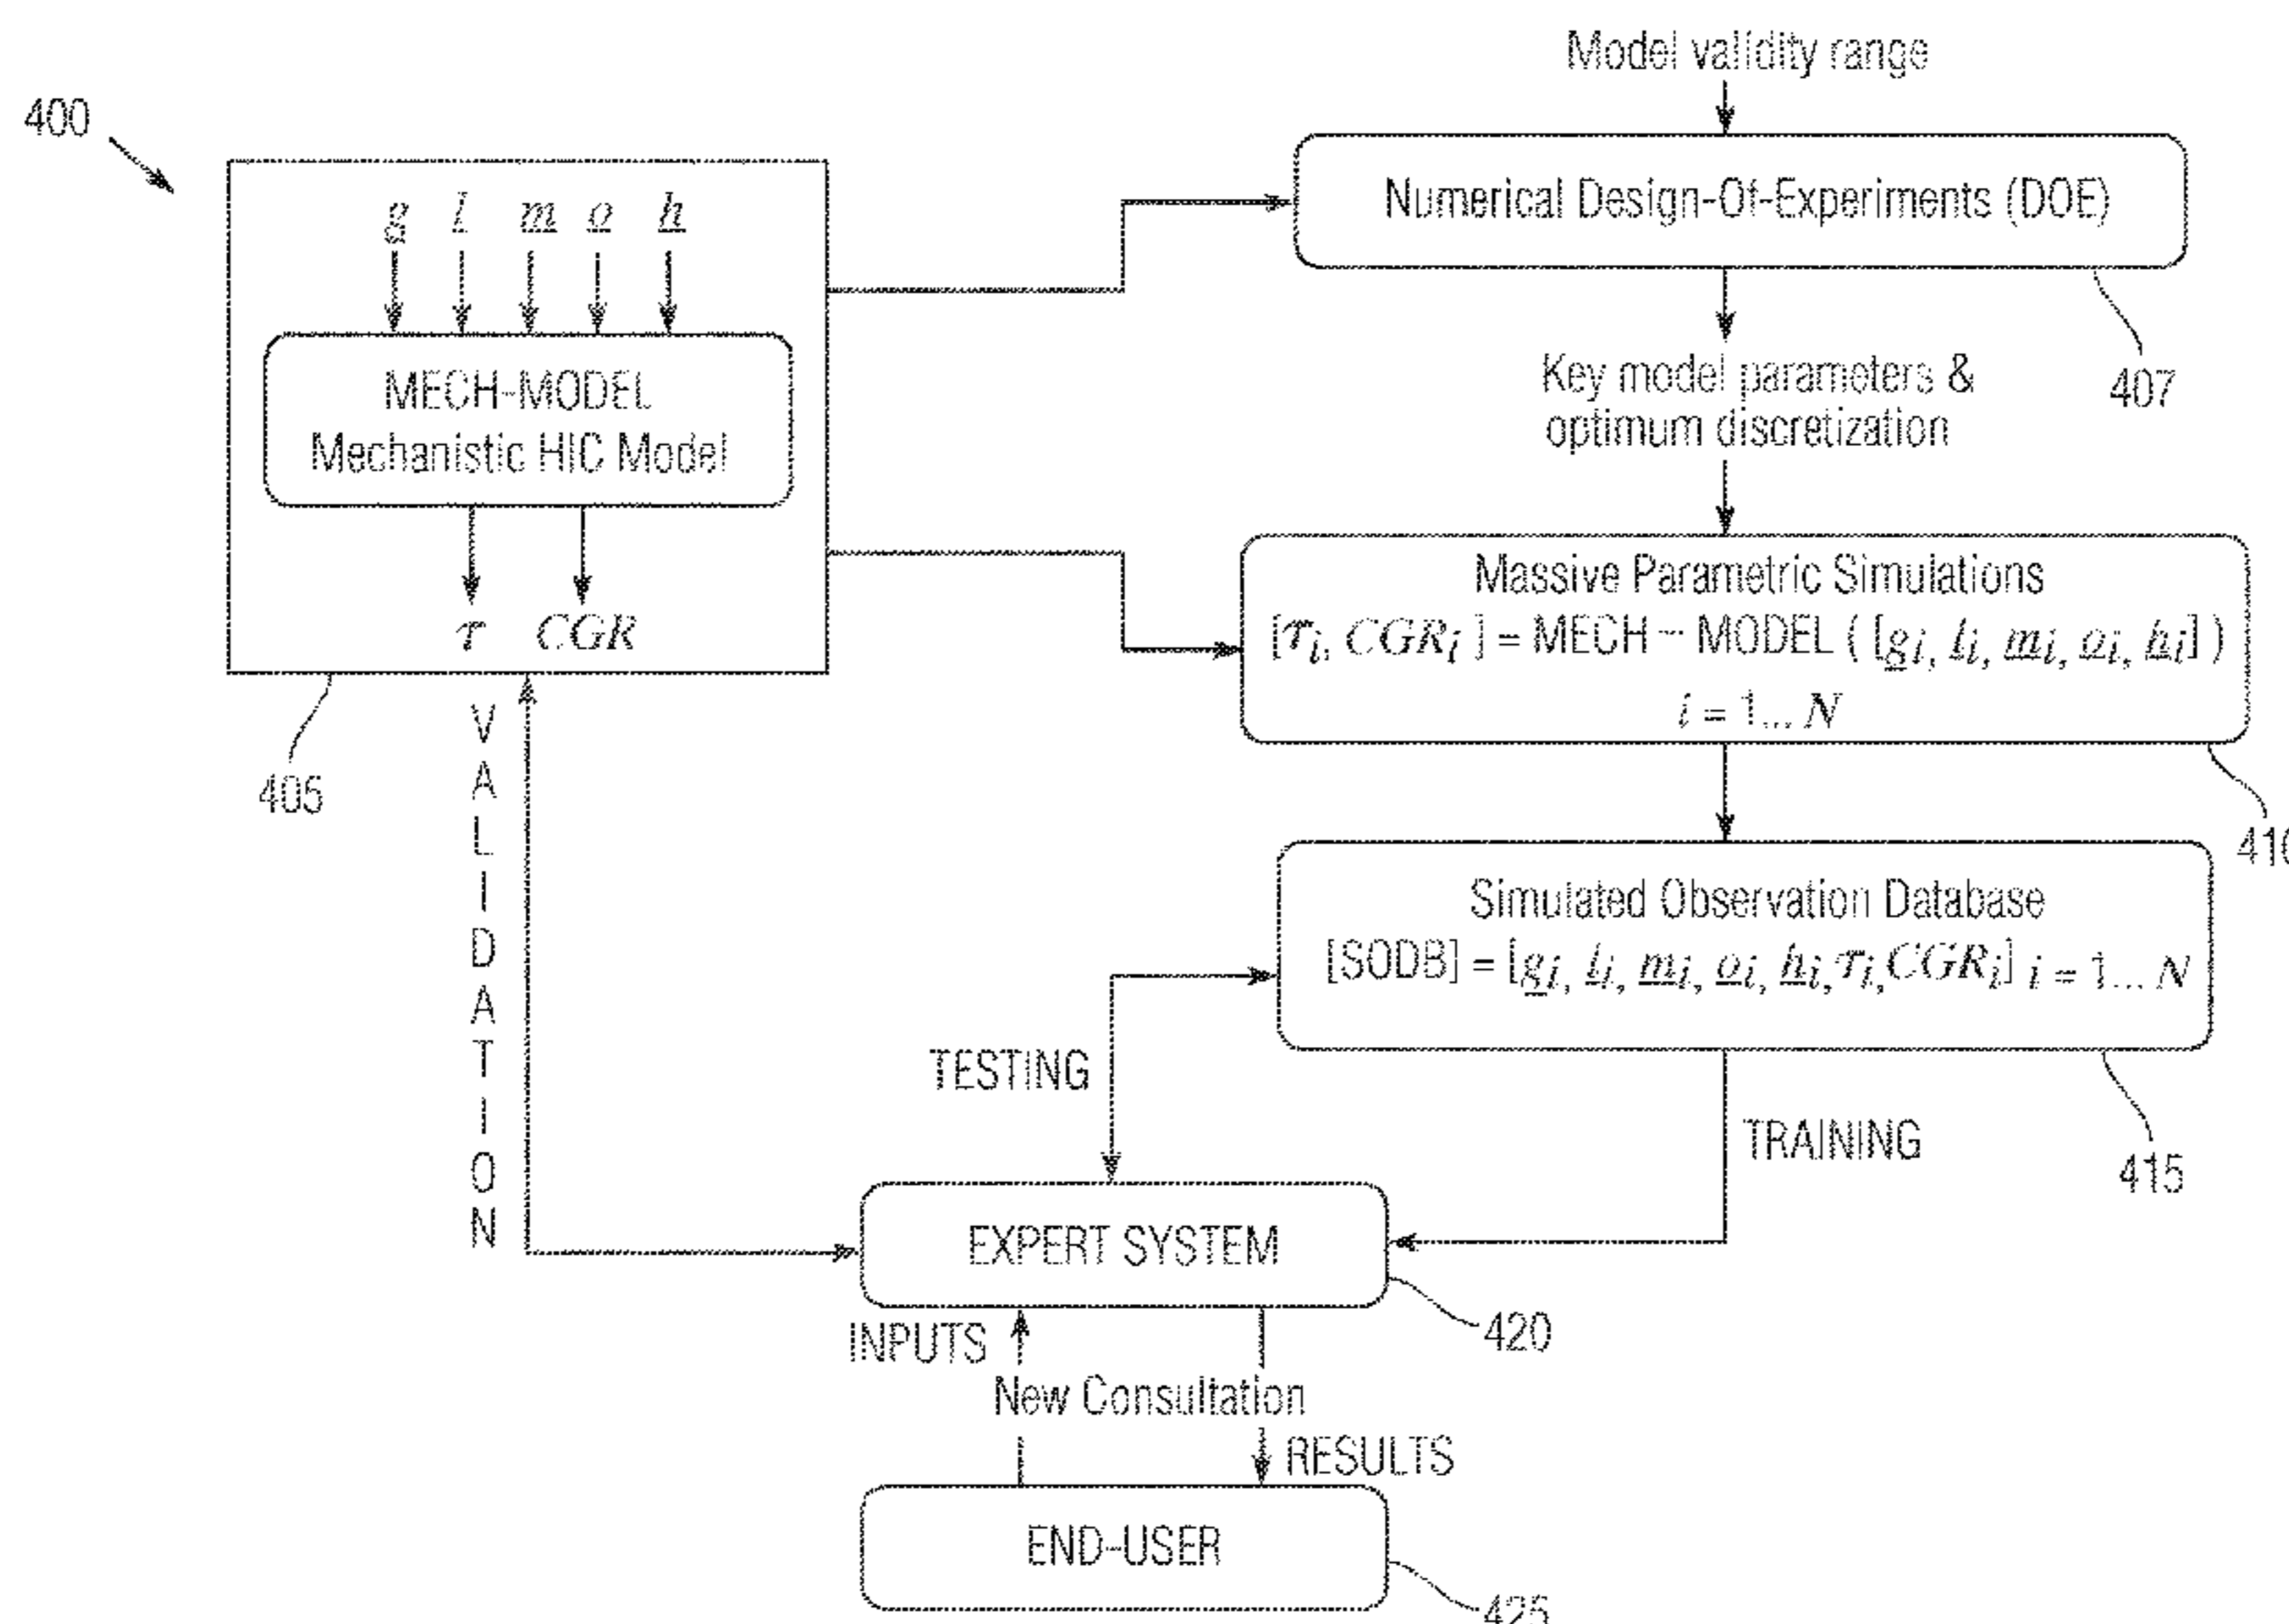 Model validity range
400
Numerical Design-Of-Experiments (DOE)
g l m o h
407
MECH-MODEL
Mechanistic HIC Model
Key model parameters &
optimum discretization
τ CGR
405
Massive Parametric Simulations
[τi, CGRi ] = MECH – MODEL ( [gi, li, mi, oi, hi] )
i = 1... N
410
VALIDATION
Simulated Observation Database
[SODB] = [gi, li, mi, oi, hi, τi, CGRi] i = 1... N
415
TESTING
TRAINING
EXPERT SYSTEM
420
INPUTS
New Consultation
RESULTS
END-USER
425